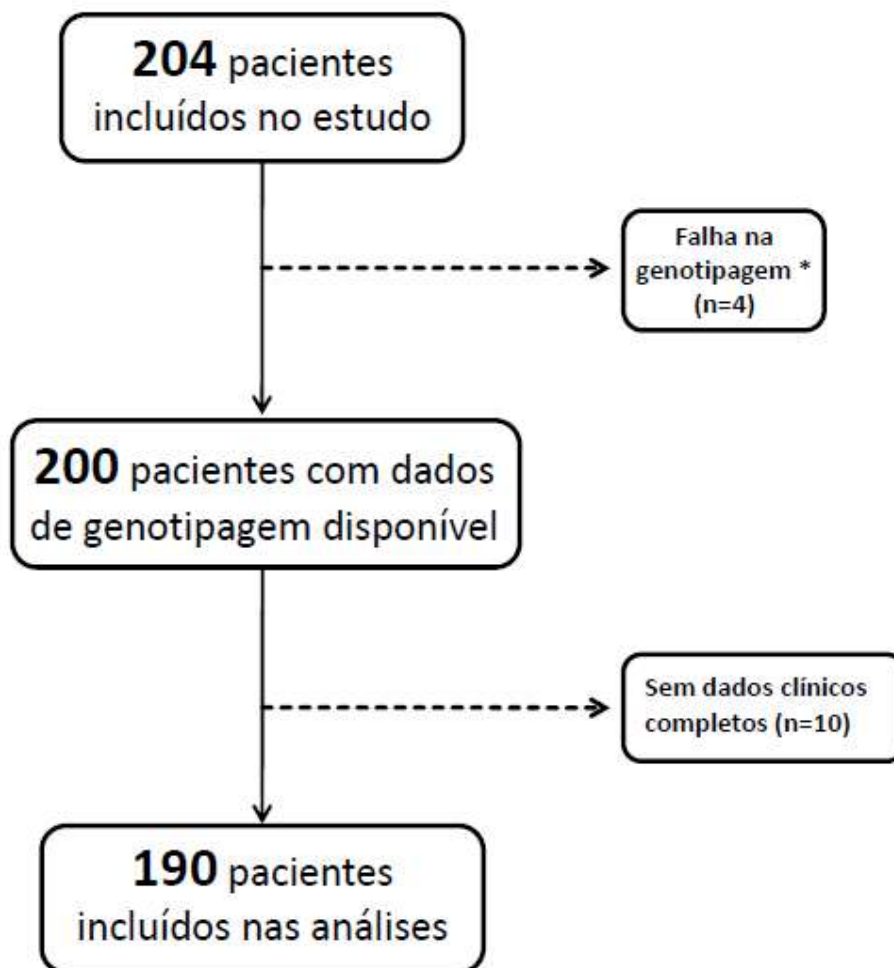 204 pacientes
incluídos no estudo
Falha na
genotipagem *
(n=4)
200 pacientes com dados
de genotipagem disponível
Sem dados clínicos
completos (n=10)
190 pacientes
incluídos nas análises